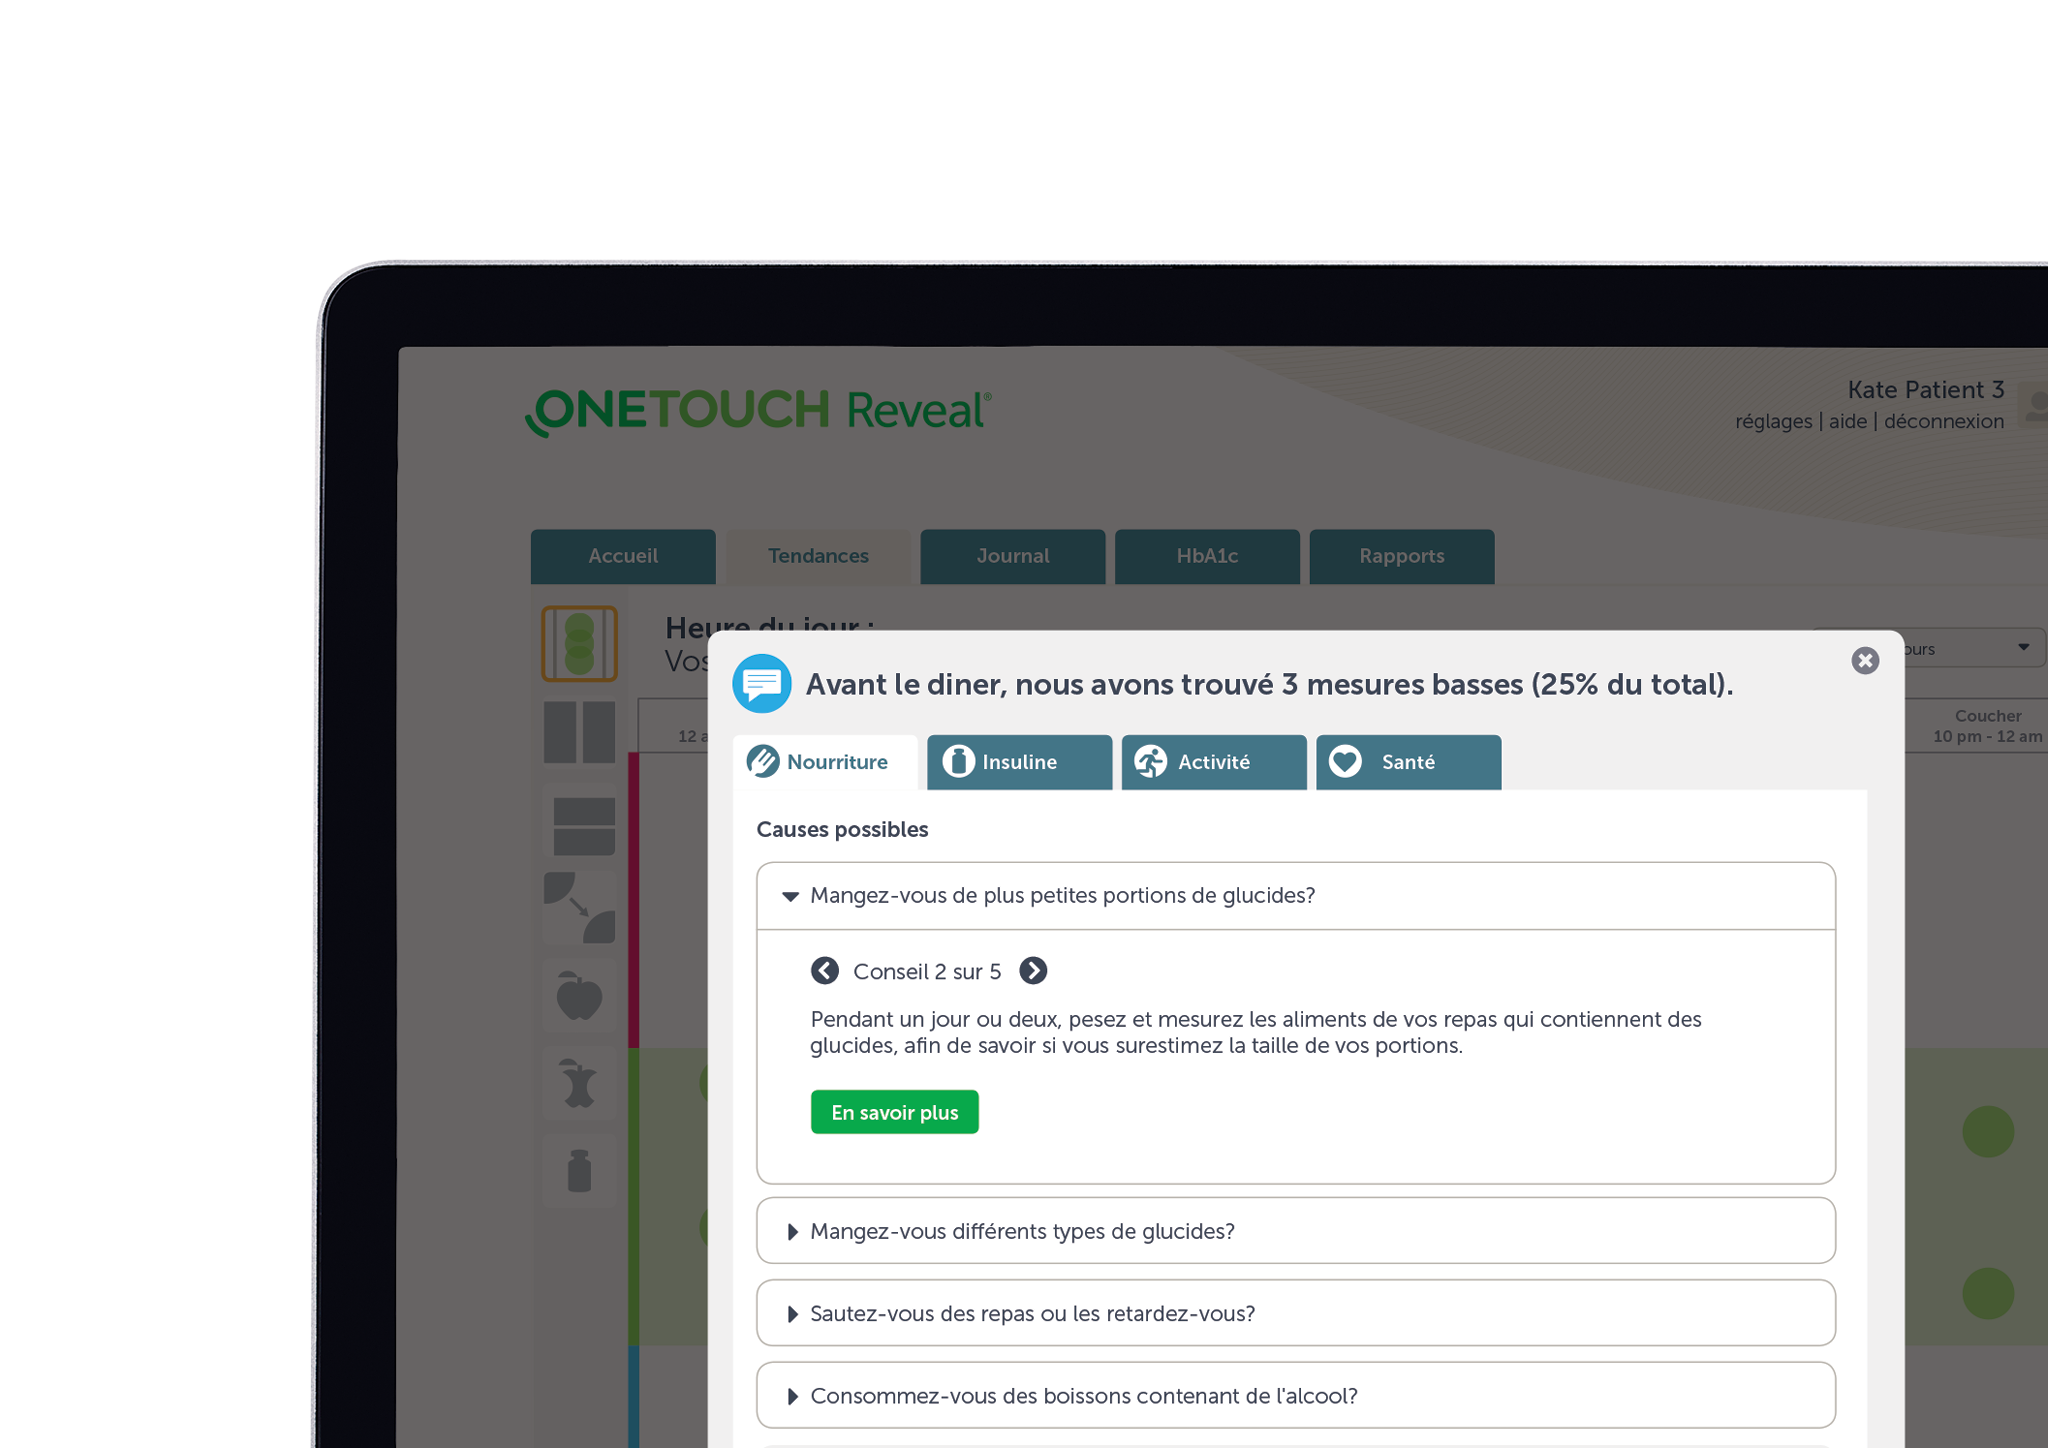 ONETOUCH Reveal®
Kate Patient 3
réglages | aide | déconnexion
Accueil
Tendances
Journal
HbA1c
Rapports
Heure du jour :
Vos
12 a
Coucher
10 pm - 12 am
Avant le diner, nous avons trouvé 3 mesures basses (25% du total).
Nourriture
Insuline
Activité
Santé
Causes possibles
Mangez-vous de plus petites portions de glucides?
Conseil 2 sur 5
Pendant un jour ou deux, pesez et mesurez les aliments de vos repas qui contiennent des
glucides, afin de savoir si vous surestimez la taille de vos portions.
En savoir plus
Mangez-vous différents types de glucides?
Sautez-vous des repas ou les retardez-vous?
Consommez-vous des boissons contenant de l'alcool?